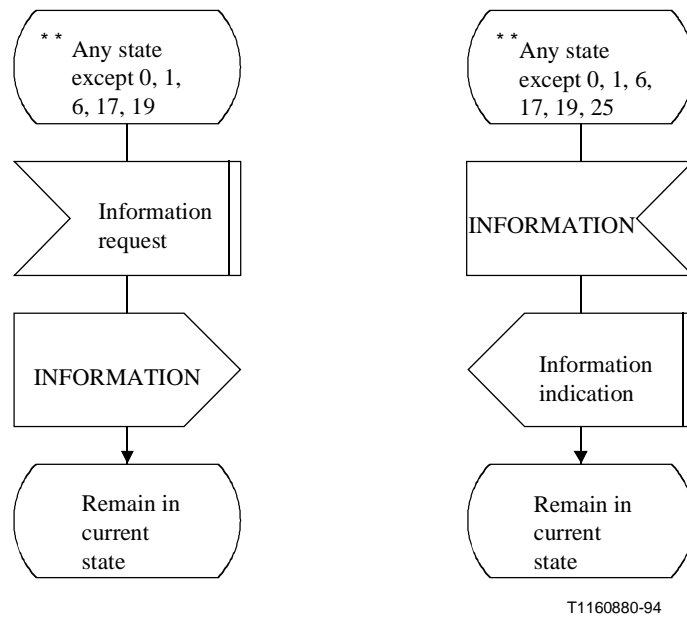 * * Any state
except 0, 1,
6, 17, 19
Information
request
INFORMATION
Remain in
current
state
* * Any state
except 0, 1, 6,
17, 19, 25
INFORMATION
Information
indication
Remain in
current
state
T1160880-94